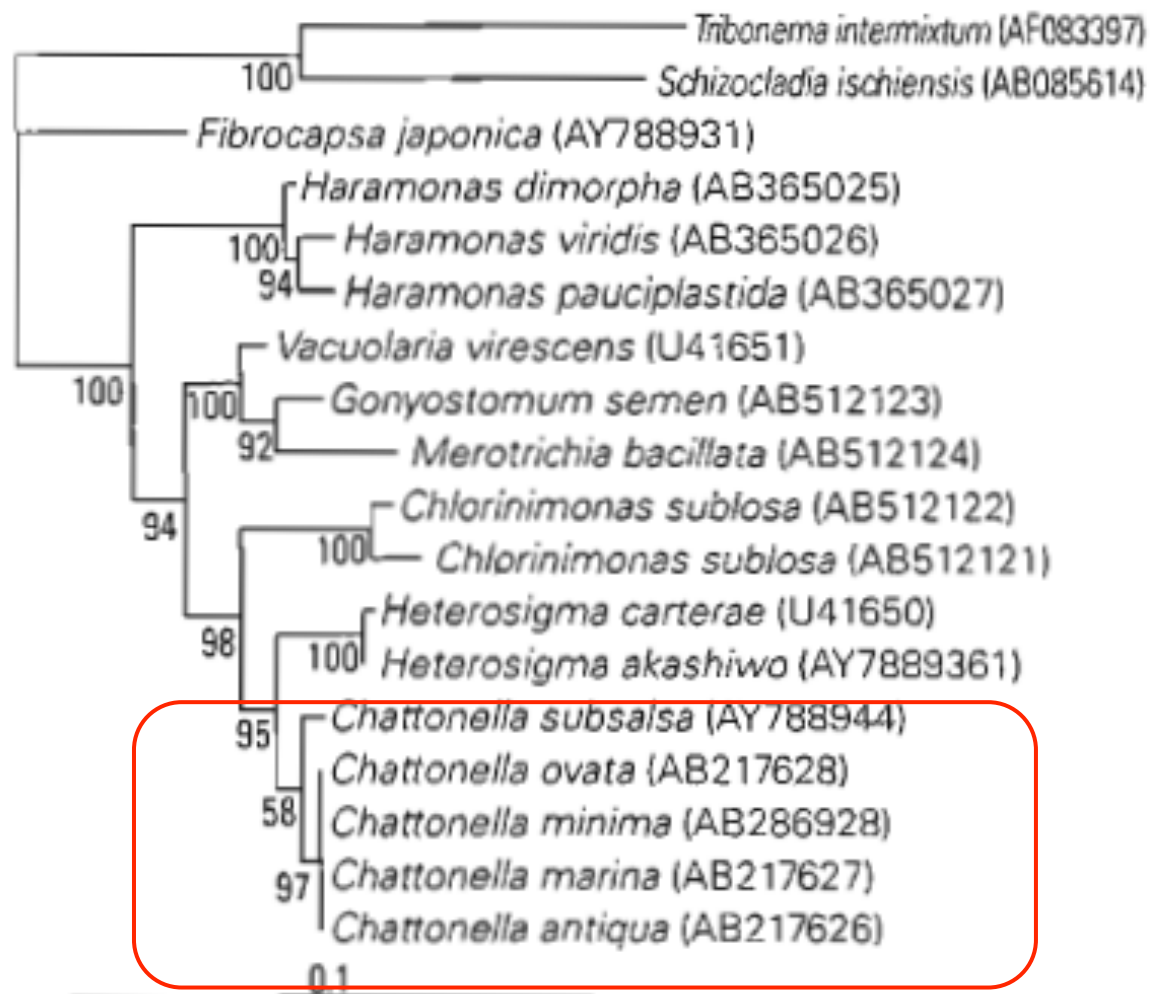 Tribonema intermixtum (AF083397)
100
Schizocladia ischiensis (AB085614)
Fibrocapsa japonica (AY788931)
Haramonas dimorpha (AB365025)
100
Haramonas viridis (AB365026)
94
Haramonas pauciplastida (AB365027)
Vacuolaria virescens (U41651)
100
100
Gonyostomum semen (AB512123)
92
Merotrichia bacillata (AB512124)
Chlorinimonas sublosa (AB512122)
94
100
Chlorinimonas sublosa (AB512121)
Heterosigma carterae (U41650)
98
100
Heterosigma akashiwo (AY7889361)
Chattonella subsalsa (AY788944)
95
Chattonella ovata (AB217628)
58
Chattonella minima (AB286928)
97
Chattonella marina (AB217627)
Chattonella antiqua (AB217626)
0.1